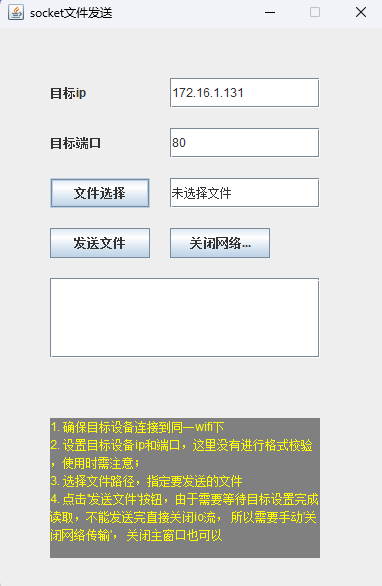 socket文件发送
目标ip 172.16.1.131
目标端口 80
文件选择 未选择文件
发送文件 关闭网络...
1. 确保目标设备连接到同一wifi下
2. 设置目标设备ip和端口，这里没有进行格式校验
，使用时需注意；
3. 选择文件路径，指定要发送的文件
4. 点击'发送文件'按钮，由于需要等待目标设置完成
读取，不能发送完直接关闭io流， 所以需要手动'关
闭网络传输'， 关闭主窗口也可以